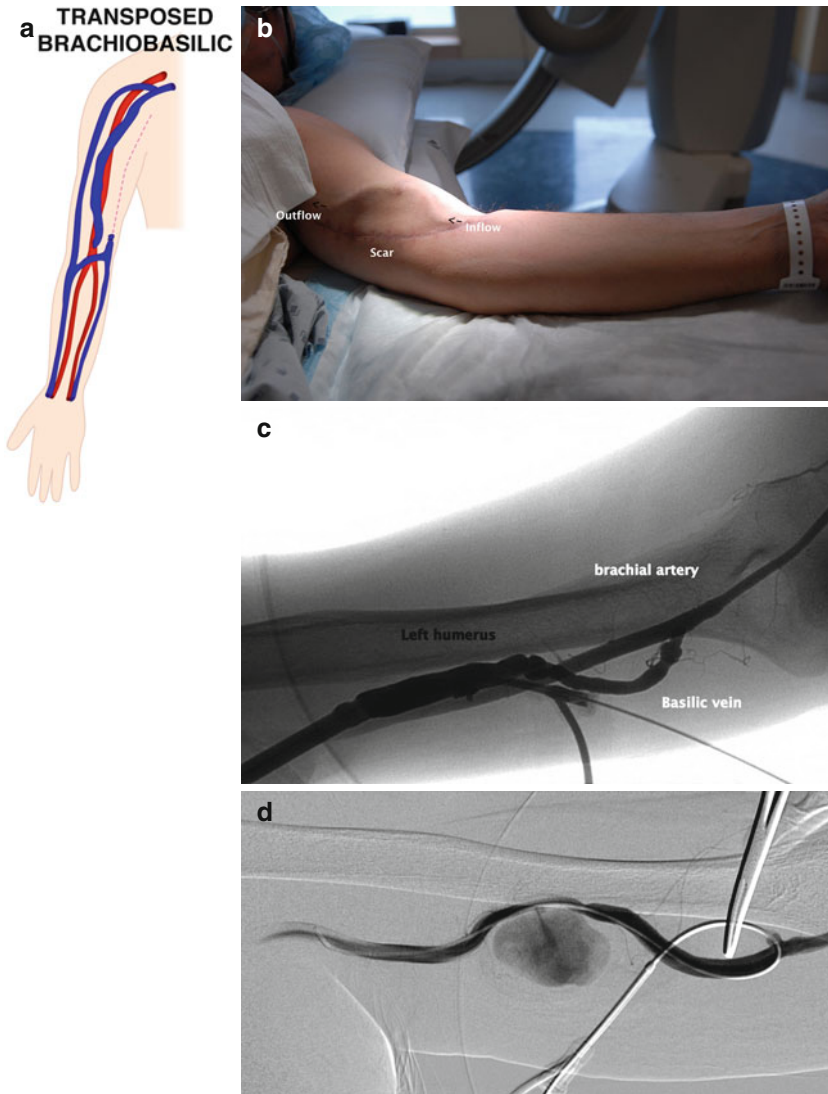 a
TRANSPOSED
BRACHIOBASILIC
b
Outflow
Inflow
Scar
c
brachial artery
Left humerus
Basilic vein
d